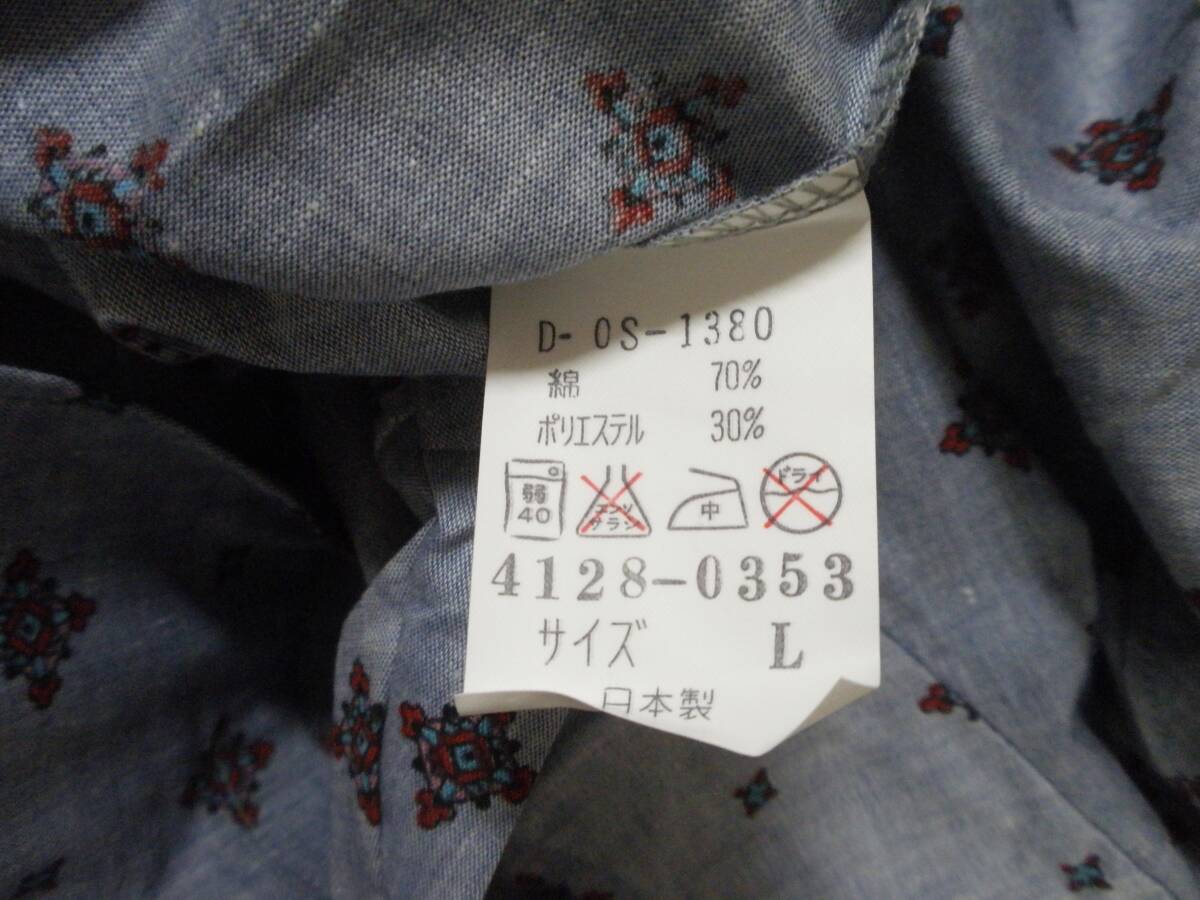 D-0S-1380
綿 70%
ポリエステル 30%
弱 40 エンソ サラシ 中 ドライ
4128-0353
サイズ L
日本製